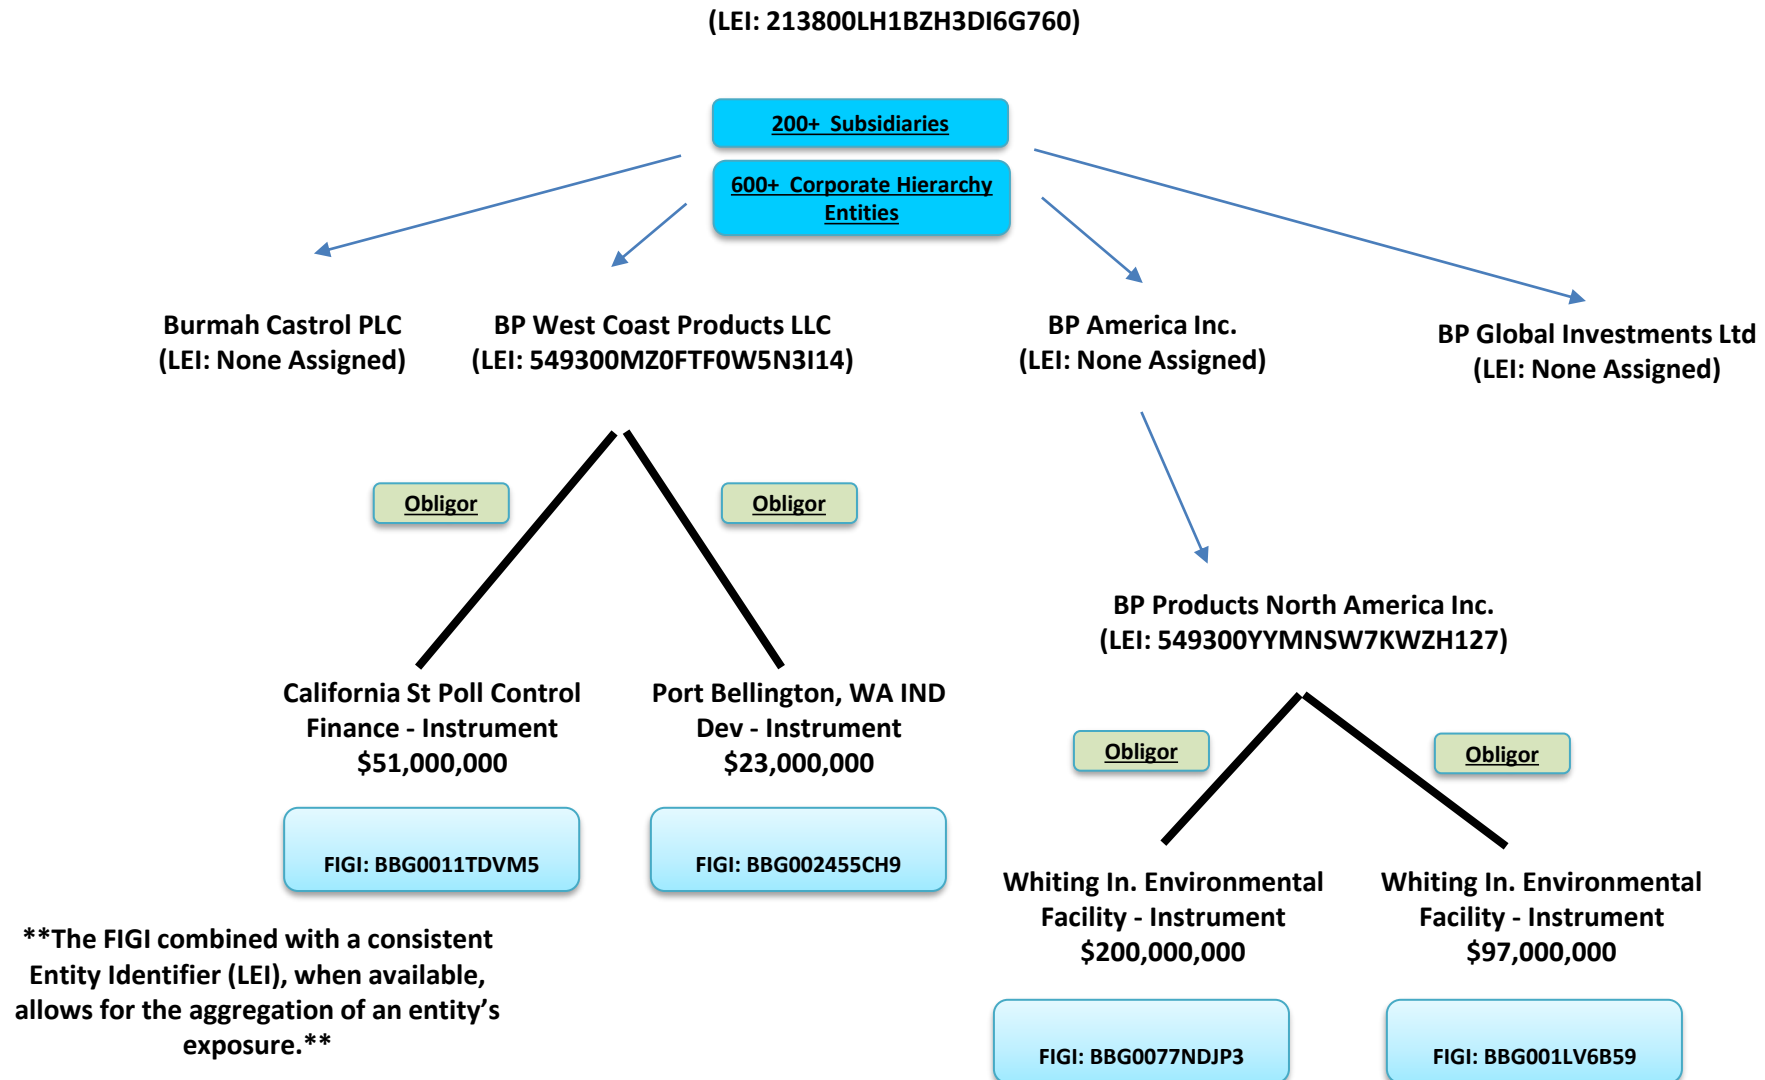 (LEI: 213800LH1BZH3DI6G760)
200+ Subsidiaries
600+ Corporate Hierarchy
Entities
Burmah Castrol PLC
(LEI: None Assigned)
BP West Coast Products LLC
(LEI: 549300MZ0FTF0W5N3I14)
BP America Inc.
(LEI: None Assigned)
BP Global Investments Ltd
(LEI: None Assigned)
Obligor
Obligor
BP Products North America Inc.
(LEI: 549300YYMNSW7KWZH127)
California St Poll Control
Finance - Instrument
$51,000,000
Port Bellington, WA IND
Dev - Instrument
$23,000,000
Obligor
Obligor
FIGI: BBG0011TDVM5
FIGI: BBG002455CH9
Whiting In. Environmental
Facility - Instrument
$200,000,000
Whiting In. Environmental
Facility - Instrument
$97,000,000
**The FIGI combined with a consistent
Entity Identifier (LEI), when available,
allows for the aggregation of an entity’s
exposure.**
FIGI: BBG0077NDJP3
FIGI: BBG001LV6B59